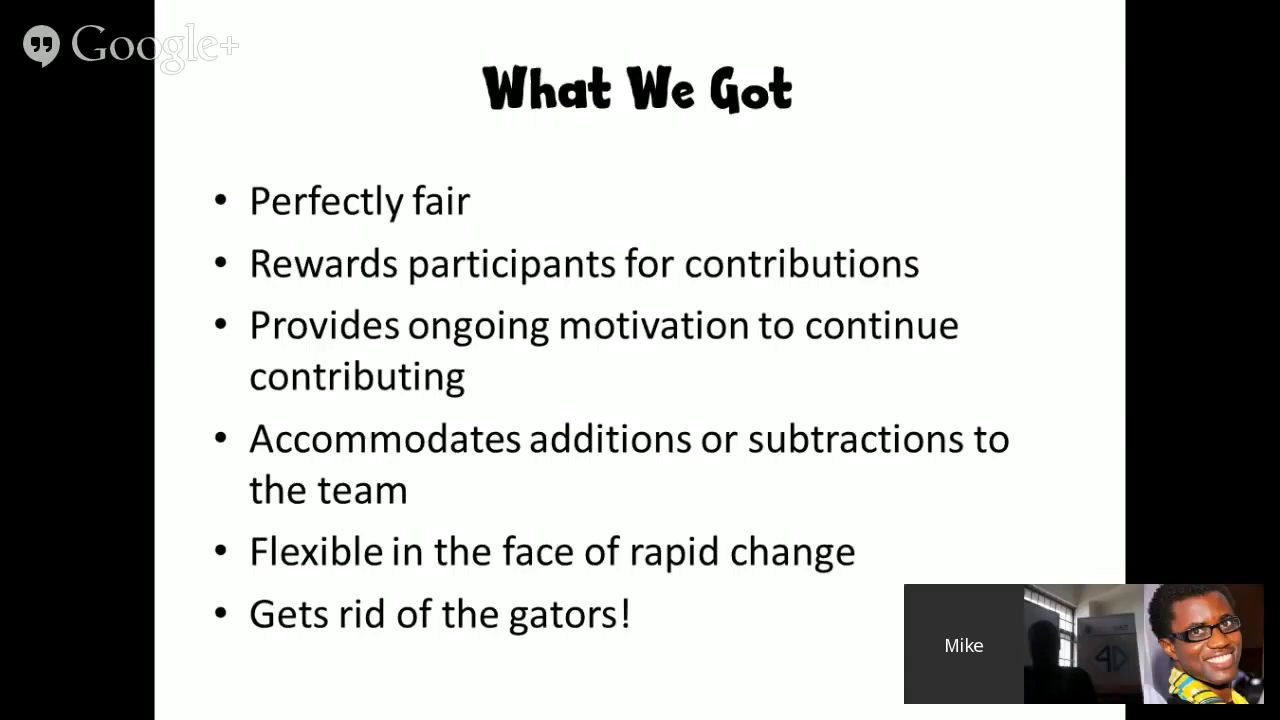 Google+
What We Got
• Perfectly fair
• Rewards participants for contributions
• Provides ongoing motivation to continue
contributing
• Accommodates additions or subtractions to
the team
• Flexible in the face of rapid change
• Gets rid of the gators!
Mike
4D